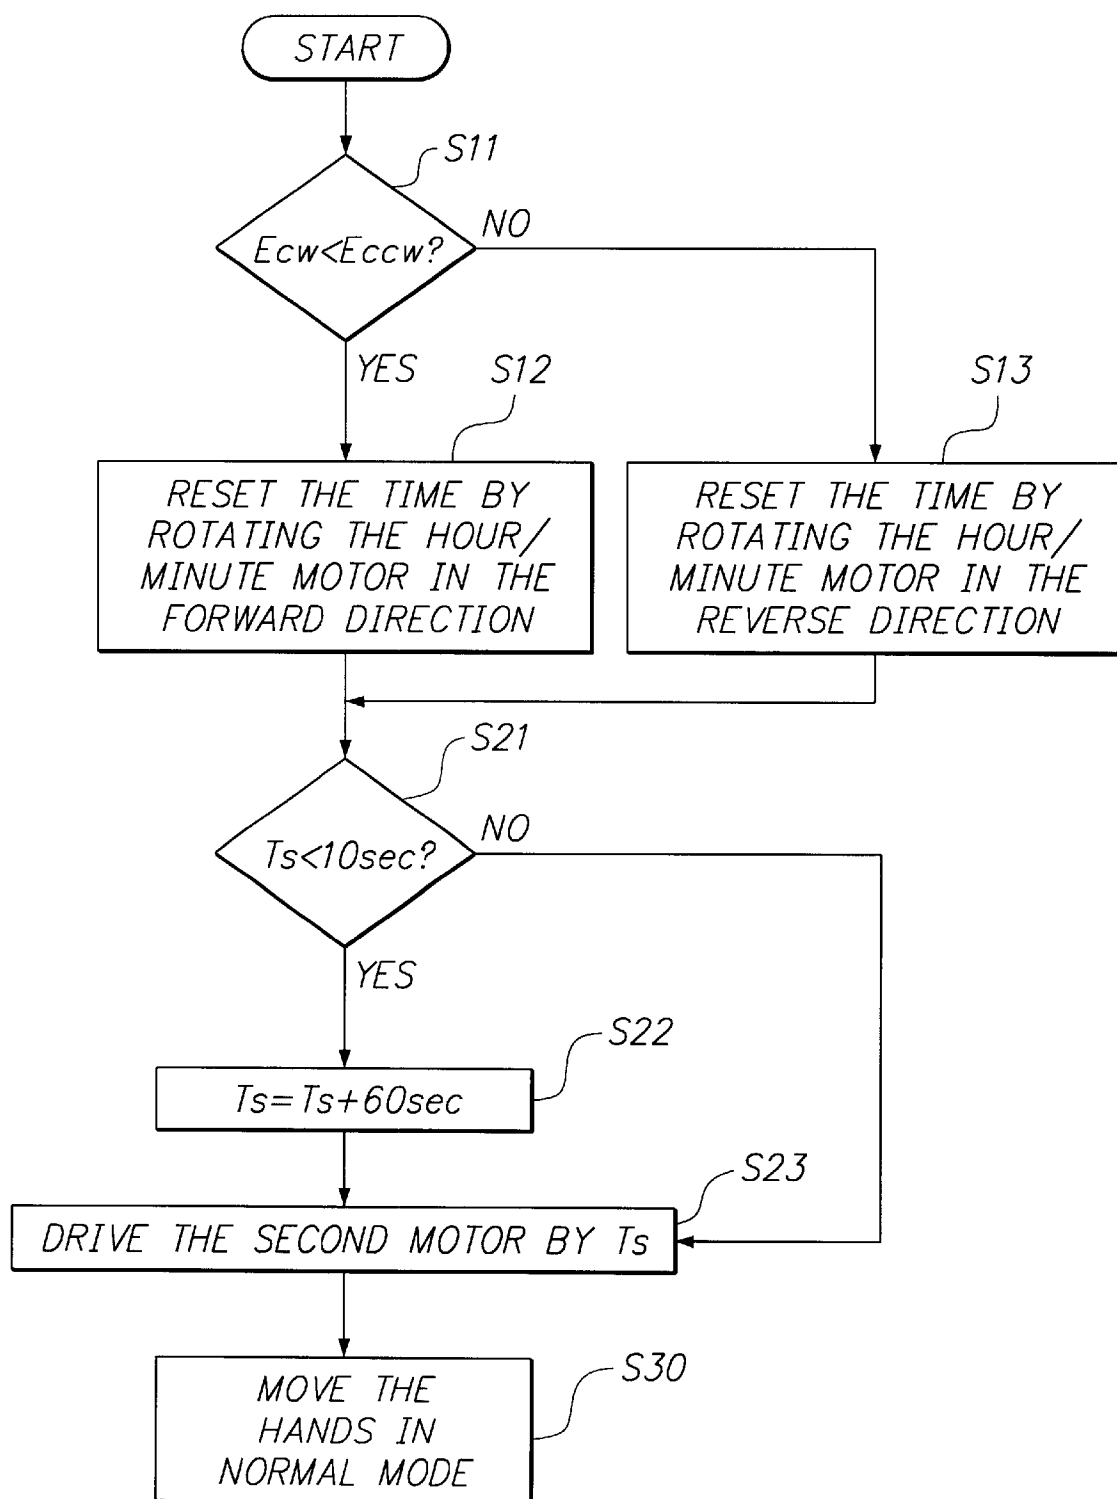 START
S11
Ecw<Eccw?
NO
YES
S12
S13
RESET THE TIME BY
ROTATING THE HOUR/
MINUTE MOTOR IN THE
FORWARD DIRECTION
RESET THE TIME BY
ROTATING THE HOUR/
MINUTE MOTOR IN THE
REVERSE DIRECTION
S21
Ts<10sec?
NO
YES
S22
Ts=Ts+60sec
S23
DRIVE THE SECOND MOTOR BY Ts
S30
MOVE THE
HANDS IN
NORMAL MODE